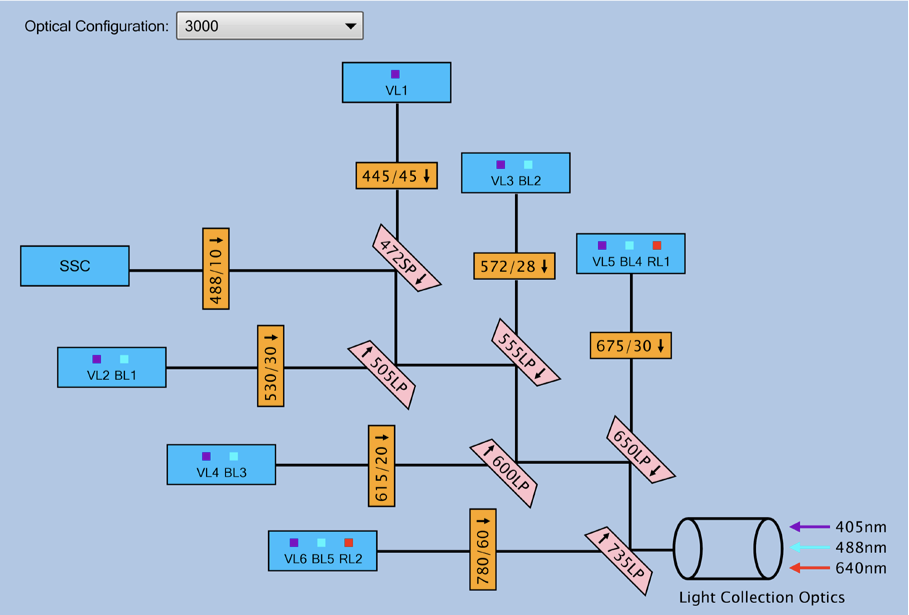 Optical Configuration: 3000
VL1
445/45
VL3 BL2
472SP
488/10
SSC
572/28
VL5 BL4 RL1
530/30
VL2 BL1
505LP
555LP
675/30
615/20
VL4 BL3
600LP
650LP
780/60
VL6 BL5 RL2
735LP
405nm
488nm
640nm
Light Collection Optics